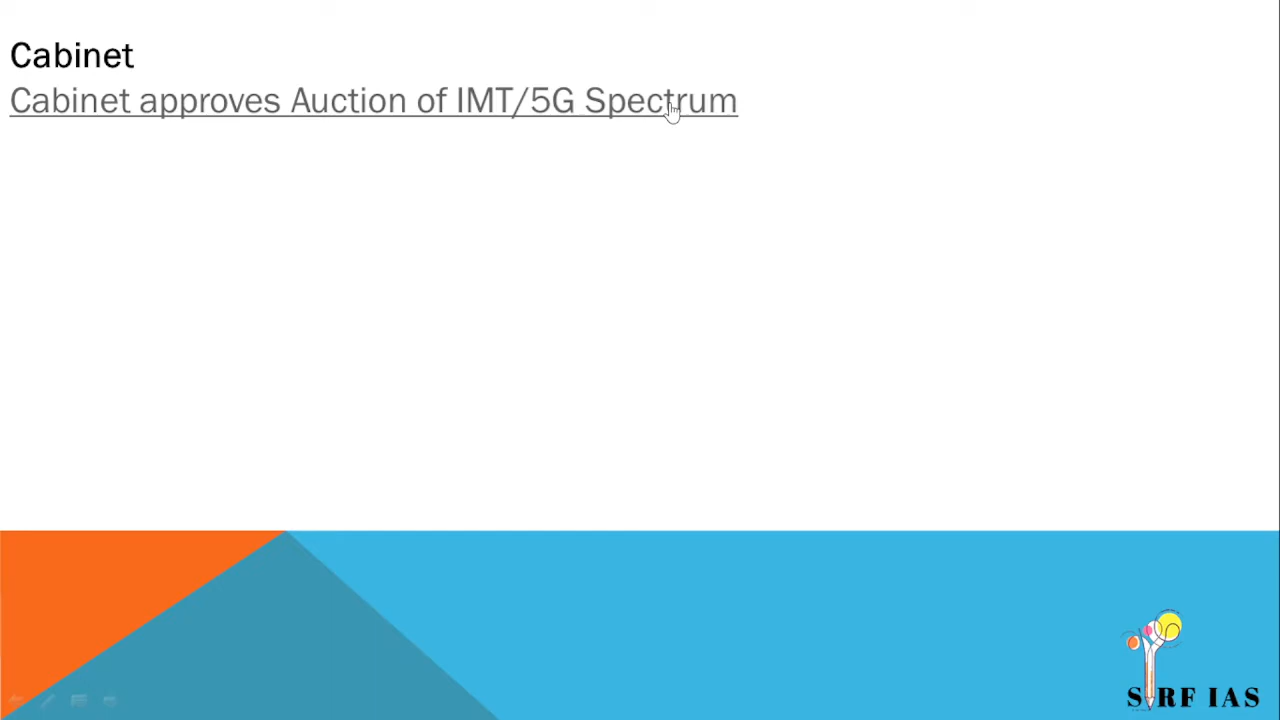 Cabinet
Cabinet approves Auction of IMT/5G Spectrum
SIRF IAS